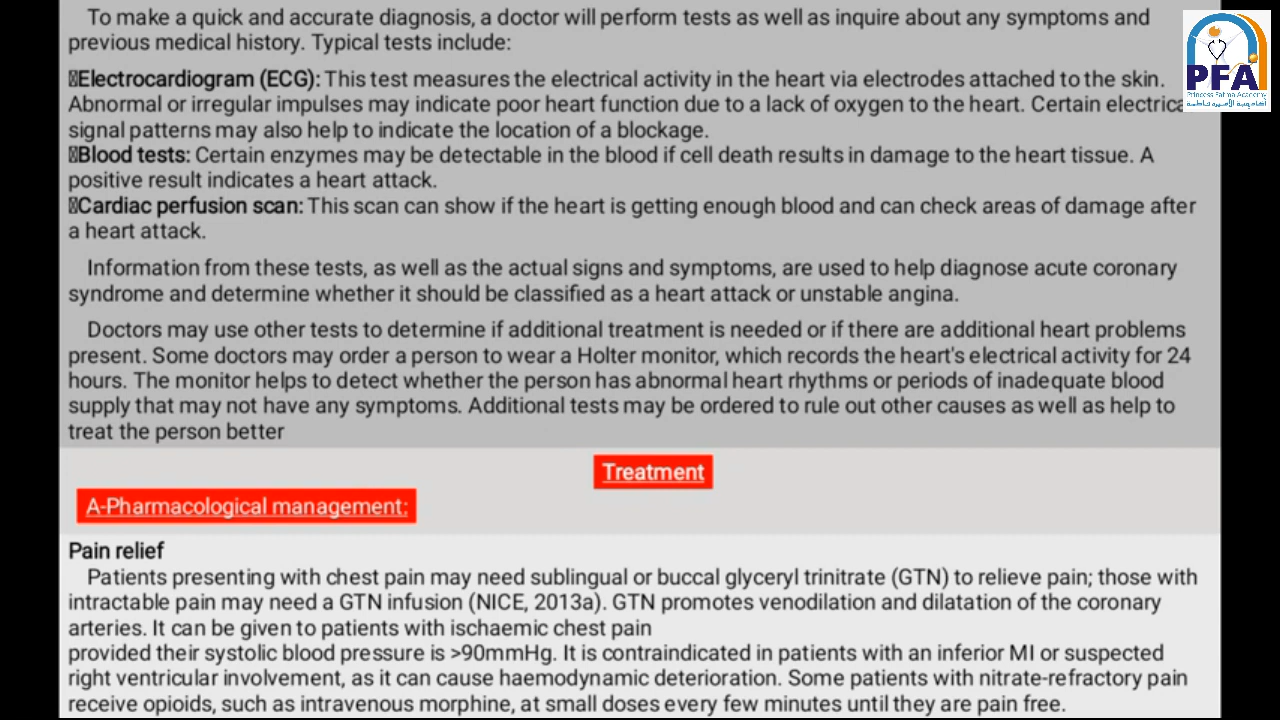 To make a quick and accurate diagnosis, a doctor will perform tests as well as inquire about any symptoms and
previous medical history. Typical tests include:
Electrocardiogram (ECG): This test measures the electrical activity in the heart via electrodes attached to the skin.
Abnormal or irregular impulses may indicate poor heart function due to a lack of oxygen to the heart. Certain electrica
signal patterns may also help to indicate the location of a blockage.
Blood tests: Certain enzymes may be detectable in the blood if cell death results in damage to the heart tissue. A
positive result indicates a heart attack.
Cardiac perfusion scan: This scan can show if the heart is getting enough blood and can check areas of damage after
a heart attack.
Information from these tests, as well as the actual signs and symptoms, are used to help diagnose acute coronary
syndrome and determine whether it should be classified as a heart attack or unstable angina.
Doctors may use other tests to determine if additional treatment is needed or if there are additional heart problems
present. Some doctors may order a person to wear a Holter monitor, which records the heart's electrical activity for 24
hours. The monitor helps to detect whether the person has abnormal heart rhythms or periods of inadequate blood
supply that may not have any symptoms. Additional tests may be ordered to rule out other causes as well as help to
treat the person better
Treatment
A-Pharmacological management:
Pain relief
Patients presenting with chest pain may need sublingual or buccal glyceryl trinitrate (GTN) to relieve pain; those with
intractable pain may need a GTN infusion (NICE, 2013a). GTN promotes venodilation and dilatation of the coronary
arteries. It can be given to patients with ischaemic chest pain
provided their systolic blood pressure is >90mmHg. It is contraindicated in patients with an inferior MI or suspected
right ventricular involvement, as it can cause haemodynamic deterioration. Some patients with nitrate-refractory pain
receive opioids, such as intravenous morphine, at small doses every few minutes until they are pain free.
PFA
Princess Fatma Academy
أكاديمية الأميرة فاطمة